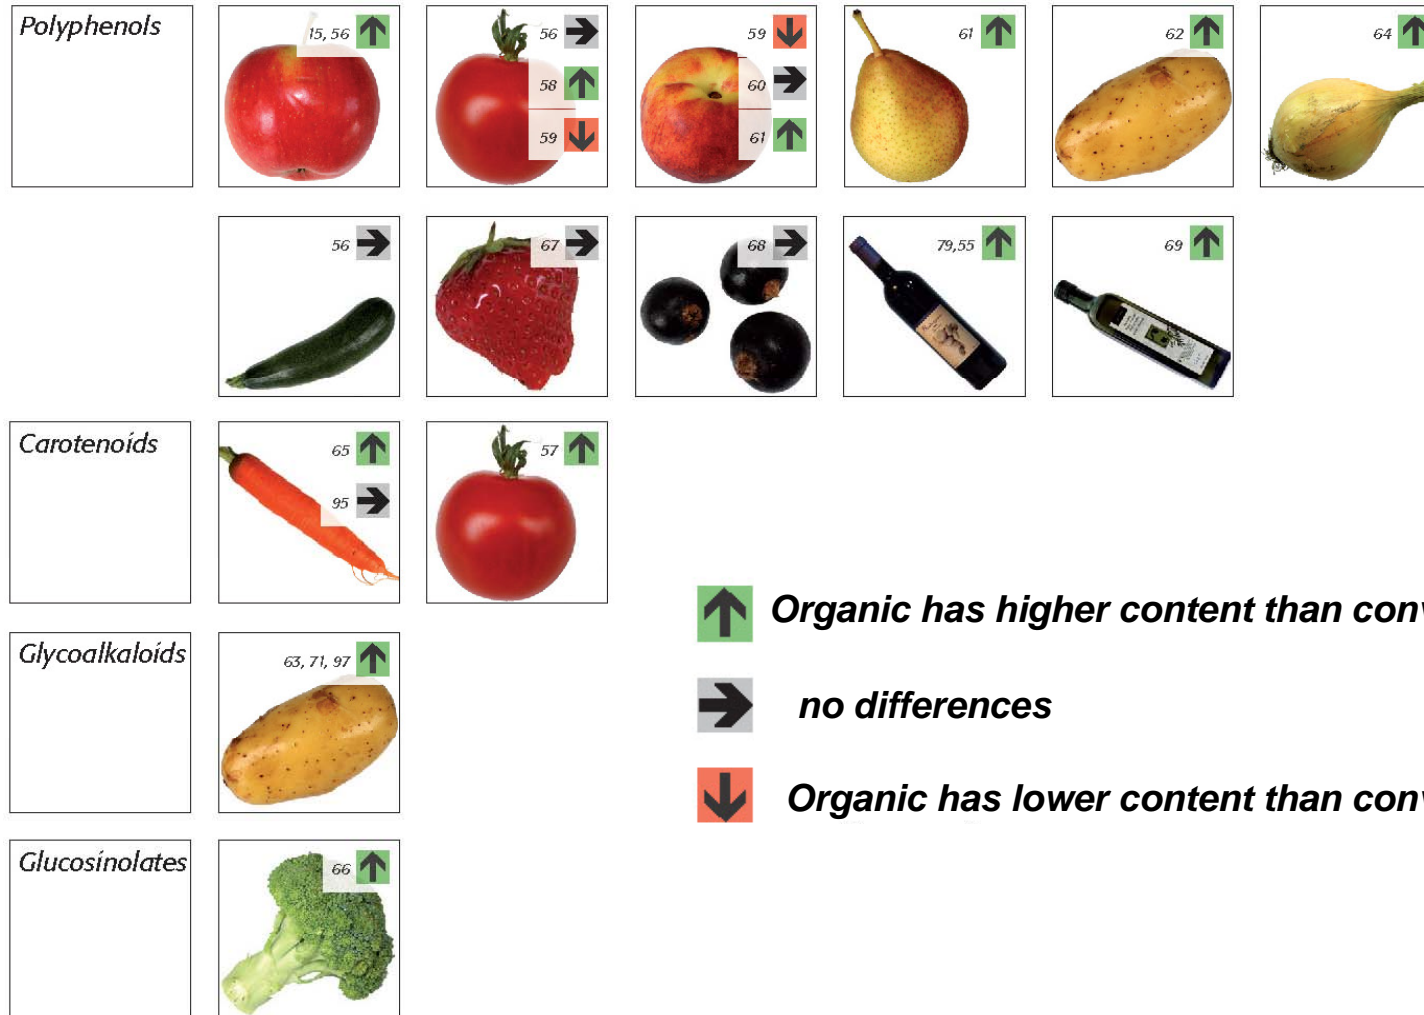 Polyphenols
15, 56
56
58
59
59
60
61
61
62
64
56
67
68
79,55
69
Carotenoids
65
95
57
Organic has higher content than conv
no differences
Organic has lower content than conv
Glycoalkaloids
63, 71, 97
Glucosinolates
66